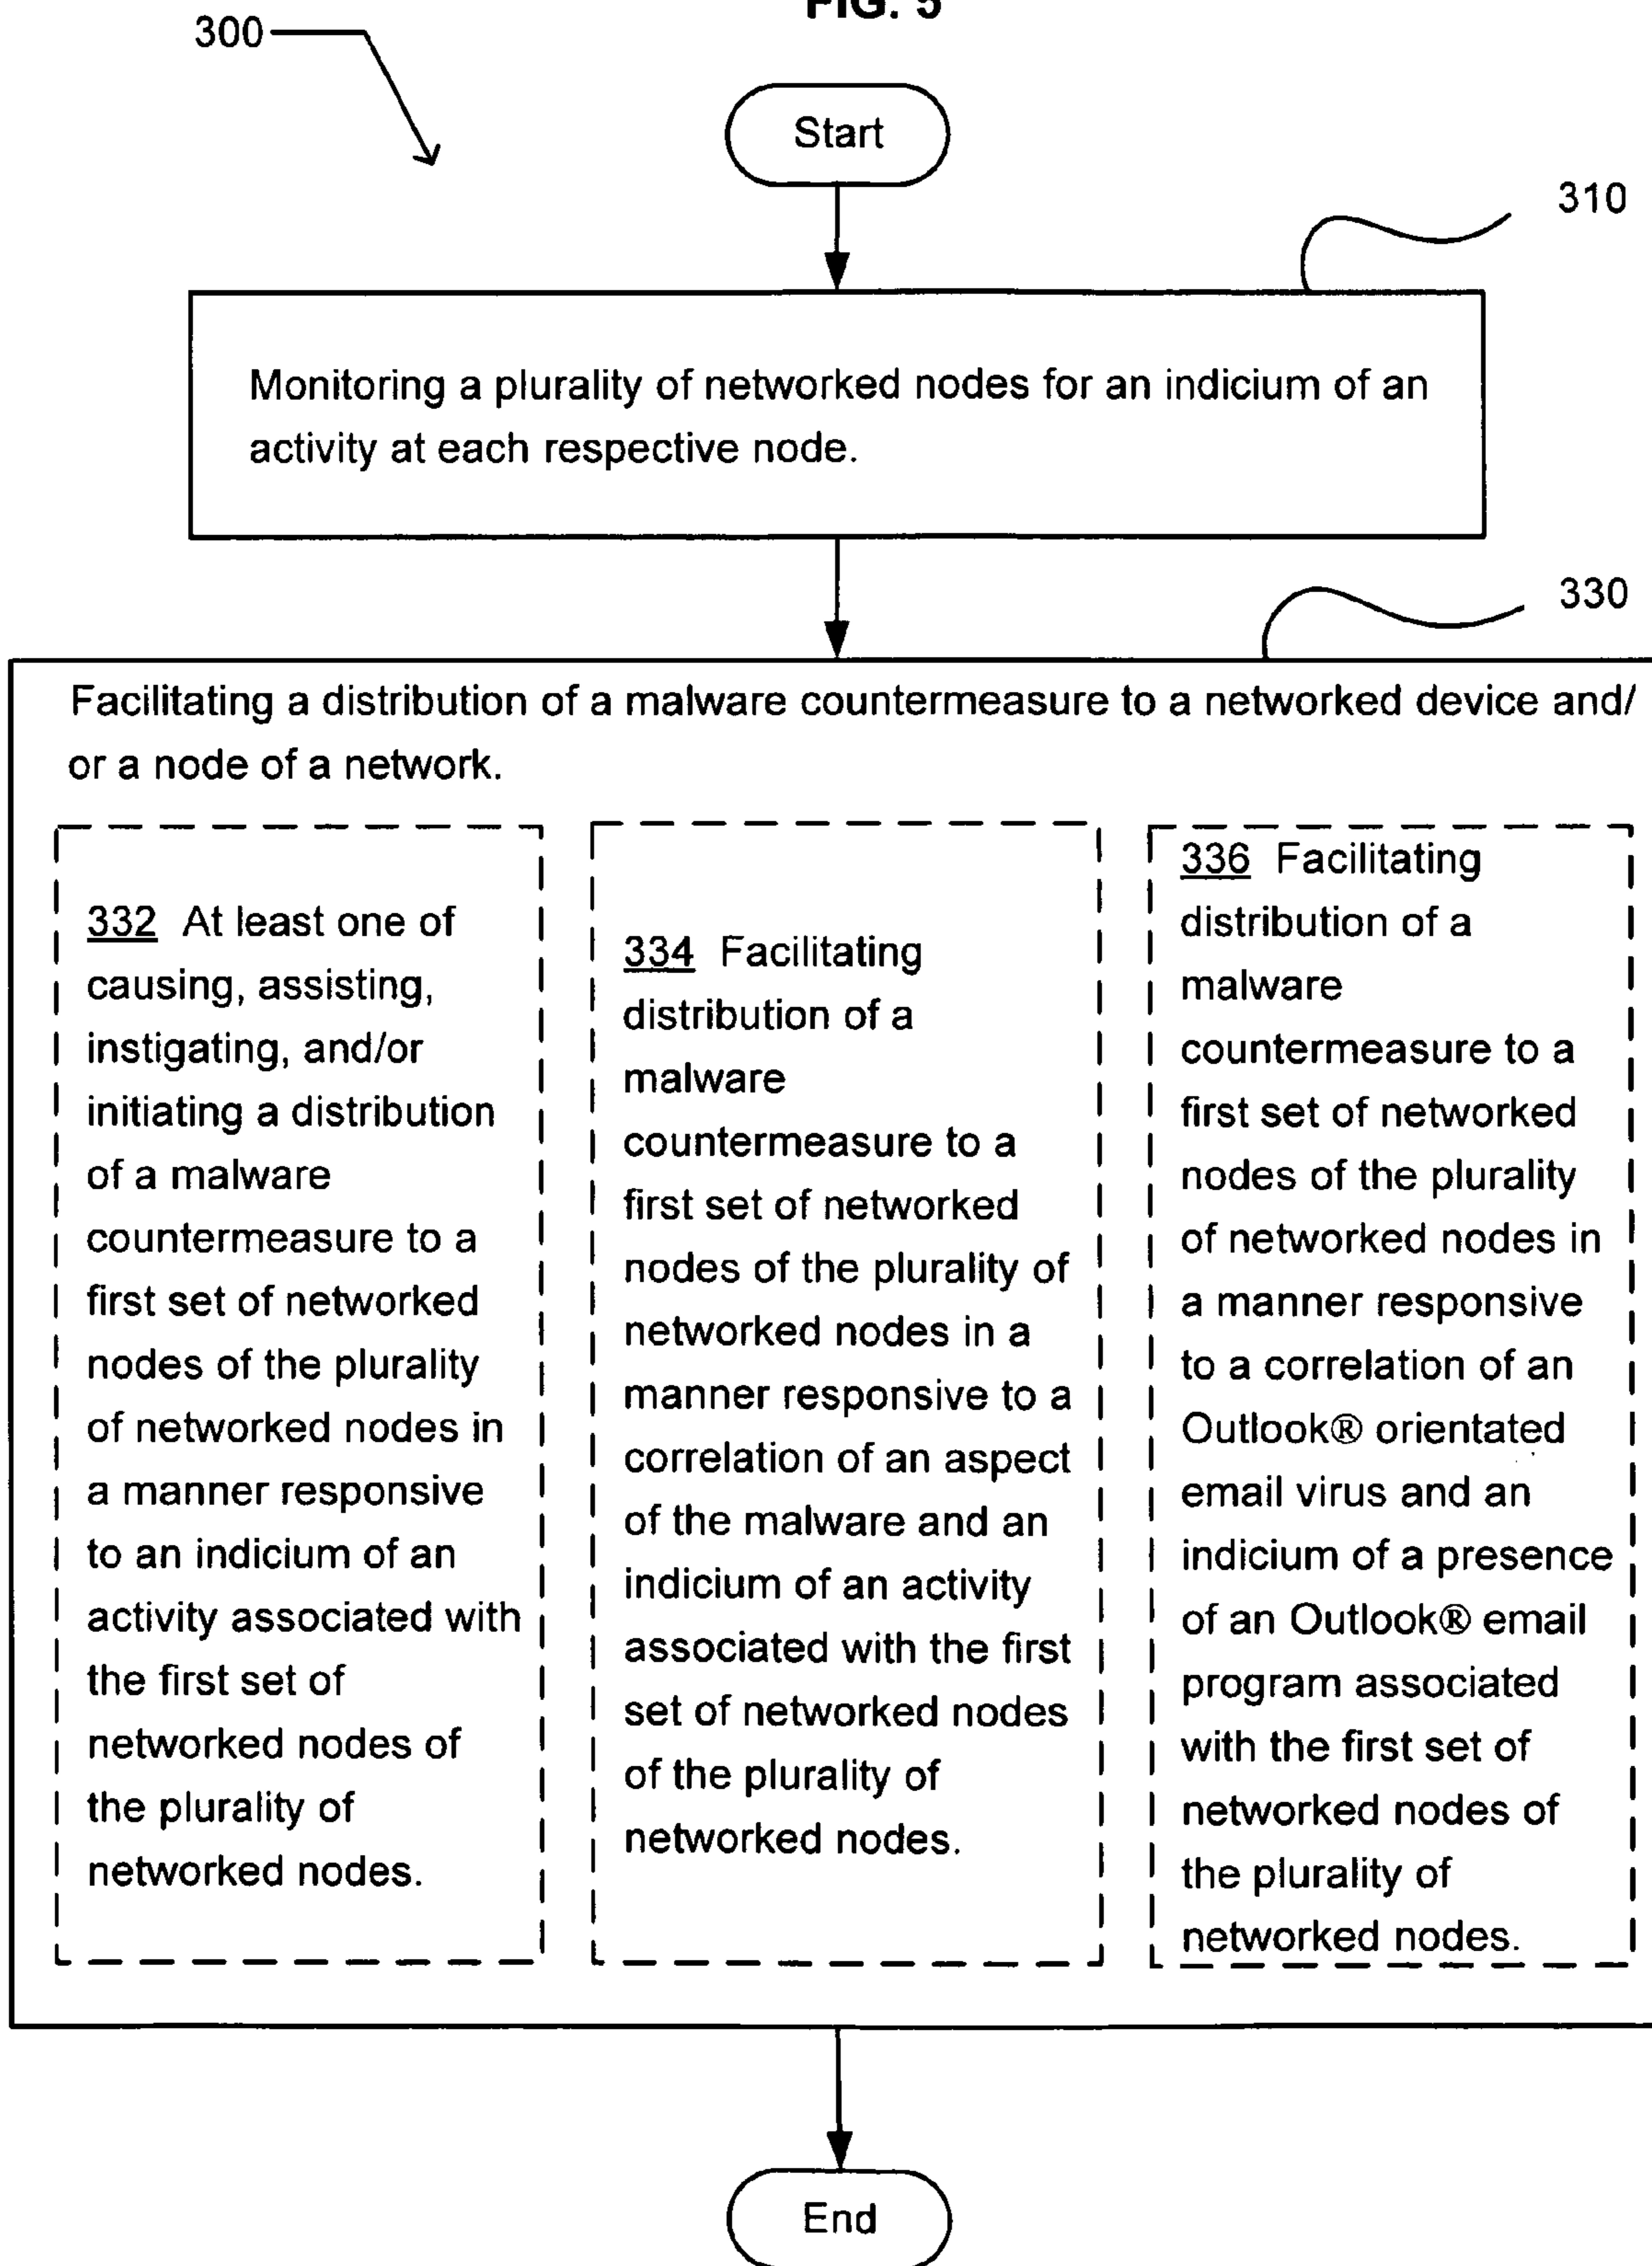 FIG. 5
300
Start
310
Monitoring a plurality of networked nodes for an indicium of an
activity at each respective node.
330
Facilitating a distribution of a malware countermeasure to a networked device and/
or a node of a network.
332 At least one of
causing, assisting,
instigating, and/or
initiating a distribution
of a malware
countermeasure to a
first set of networked
nodes of the plurality
of networked nodes in
a manner responsive
to an indicium of an
activity associated with
the first set of
networked nodes of
the plurality of
networked nodes.
334 Facilitating
distribution of a
malware
countermeasure to a
first set of networked
nodes of the plurality of
networked nodes in a
manner responsive to a
correlation of an aspect
of the malware and an
indicium of an activity
associated with the first
set of networked nodes
of the plurality of
networked nodes.
336 Facilitating
distribution of a
malware
countermeasure to a
first set of networked
nodes of the plurality
of networked nodes in
a manner responsive
to a correlation of an
Outlook® orientated
email virus and an
indicium of a presence
of an Outlook® email
program associated
with the first set of
networked nodes of
the plurality of
networked nodes.
End